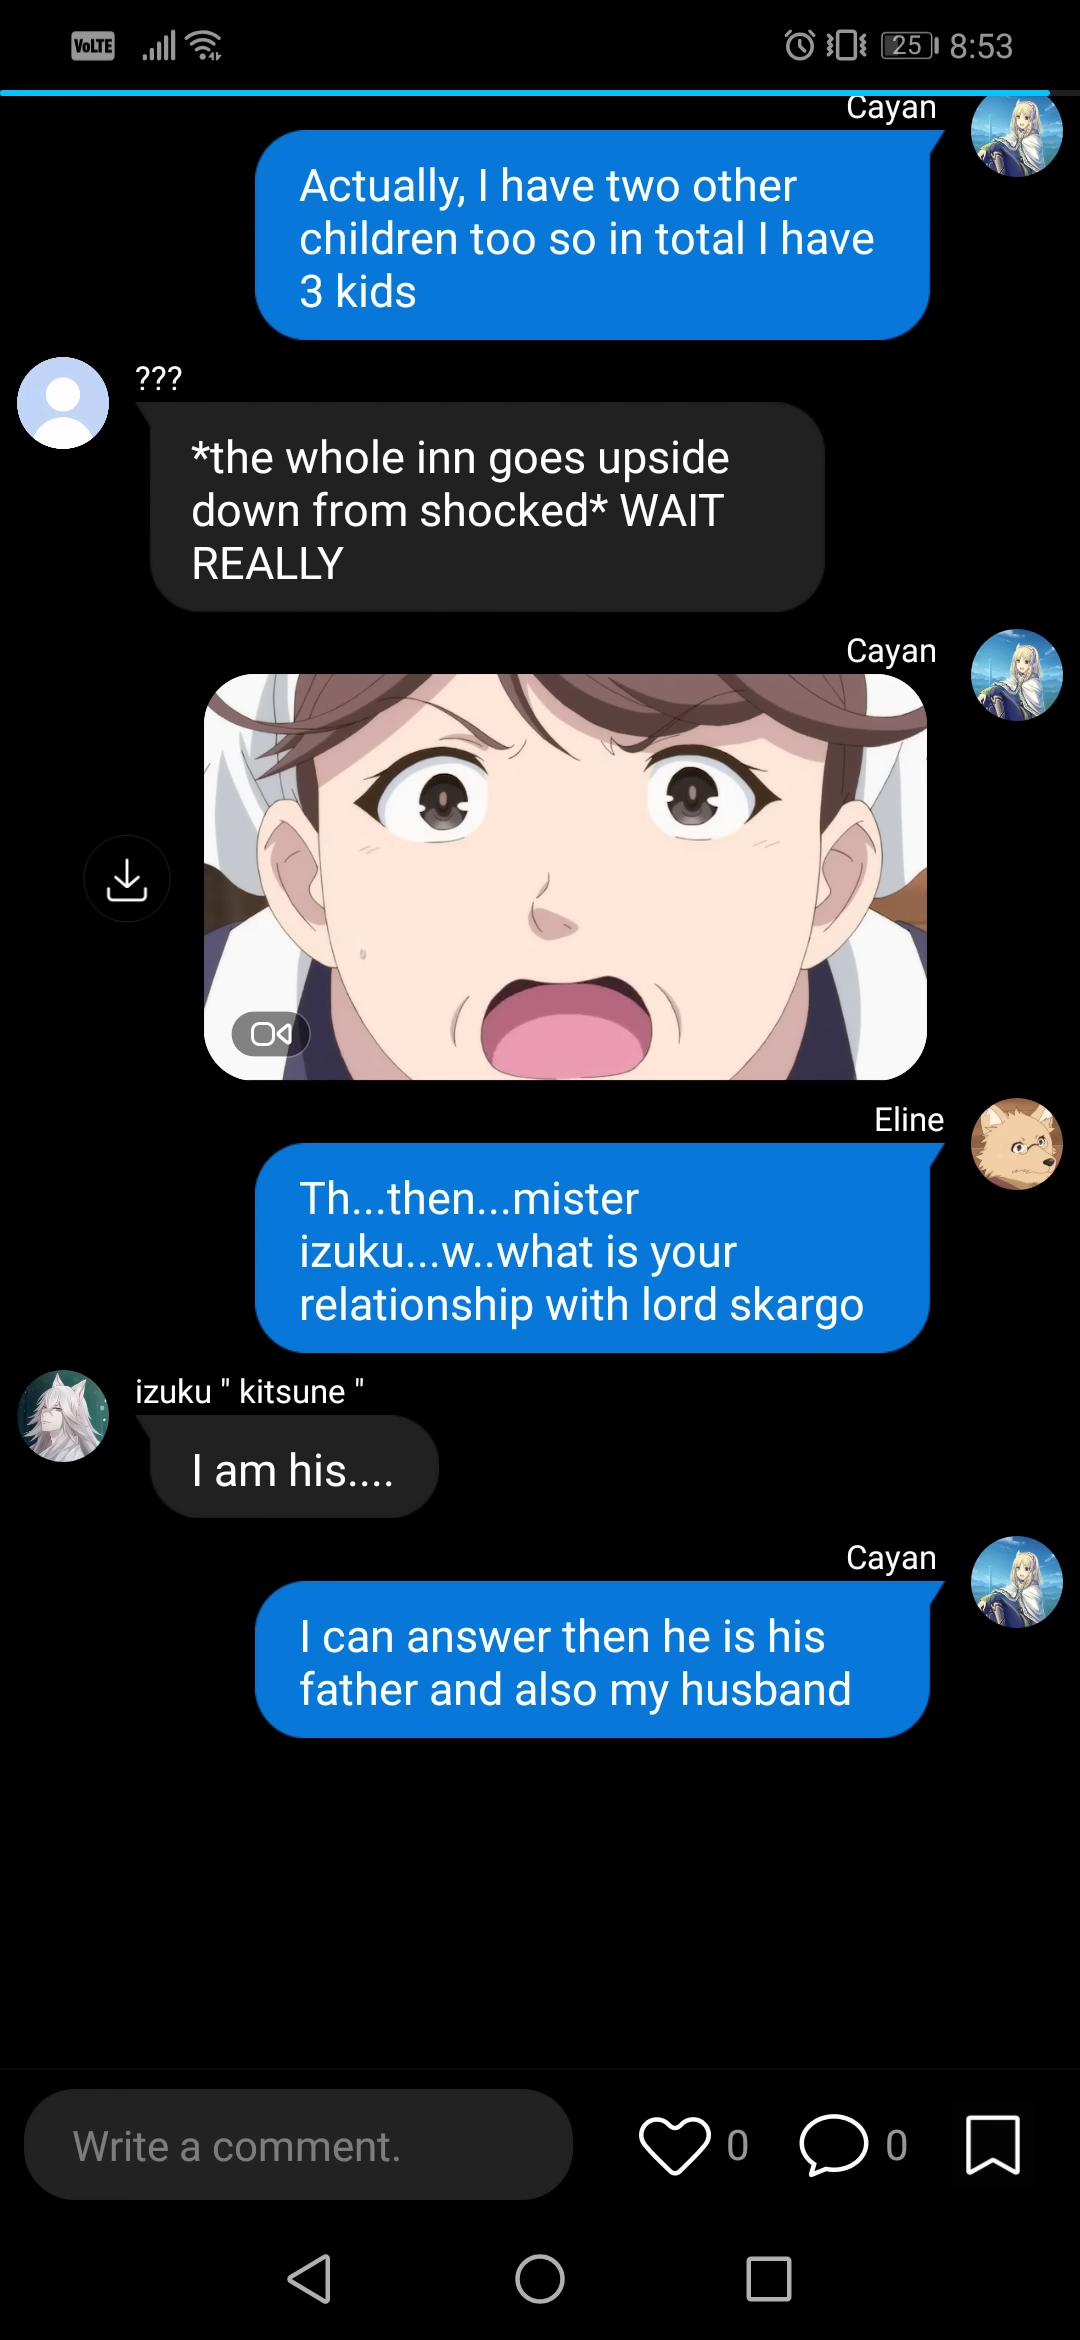 VoLTE 25 8:53
Cayan
Actually, I have two other
children too so in total I have
3 kids
???
*the whole inn goes upside
down from shocked* WAIT
REALLY
Cayan
Eline
Th...then...mister
izuku...w..what is your
relationship with lord skargo
izuku " kitsune "
I am his....
Cayan
I can answer then he is his
father and also my husband
Write a comment. 0 0